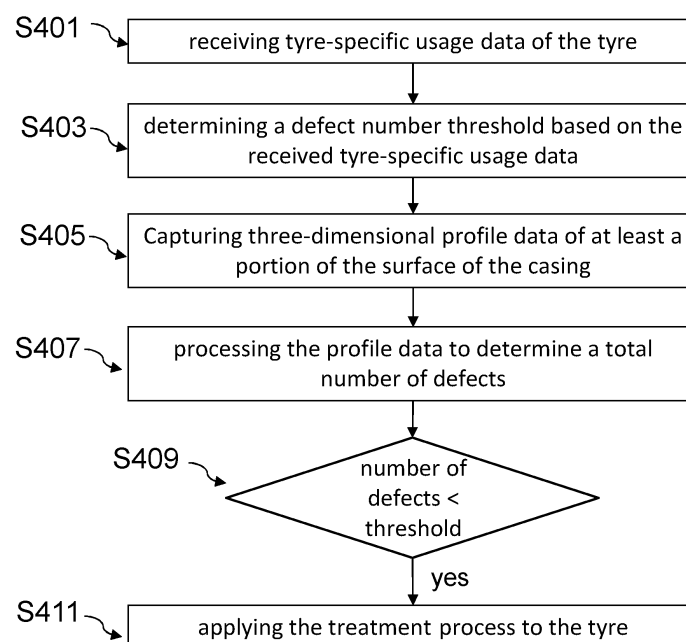 S401
receiving tyre-specific usage data of the tyre
S403
determining a defect number threshold based on the
received tyre-specific usage data
S405
Capturing three-dimensional profile data of at least a
portion of the surface of the casing
S407
processing the profile data to determine a total
number of defects
S409
number of
defects <
threshold
yes
S411
applying the treatment process to the tyre